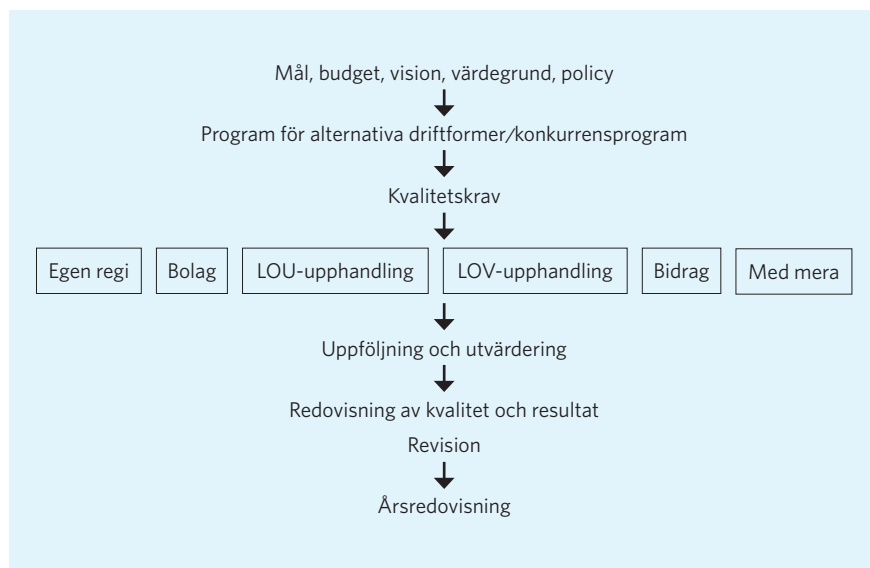 Mål, budget, vision, värdegrund, policy
Program för alternativa driftformer/konkurrensprogram
Kvalitetskrav
Egen regi Bolag LOU-upphandling LOV-upphandling Bidrag Med mera
Uppföljning och utvärdering
Redovisning av kvalitet och resultat
Revision
Årsredovisning